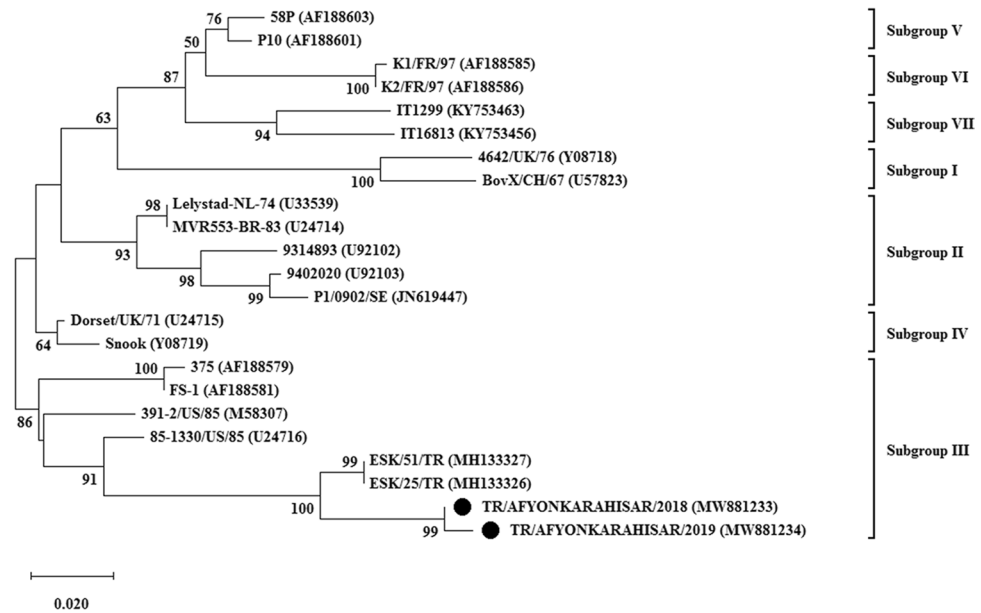 76
58P (AF188603)
P10 (AF188601)
Subgroup V
50
K1/FR/97 (AF188585)
K2/FR/97 (AF188586)
100
Subgroup VI
87
IT1299 (KY753463)
IT16813 (KY753456)
94
Subgroup VII
63
4642/UK/76 (Y08718)
BovX/CH/67 (U57823)
100
Subgroup I
98
Lelystad-NL-74 (U33539)
MVR553-BR-83 (U24714)
93
9314893 (U92102)
98
9402020 (U92103)
99
P1/0902/SE (JN619447)
Subgroup II
Dorset/UK/71 (U24715)
Snook (Y08719)
64
Subgroup IV
100
375 (AF188579)
FS-1 (AF188581)
86
391-2/US/85 (M58307)
85-1330/US/85 (U24716)
91
99
ESK/51/TR (MH133327)
ESK/25/TR (MH133326)
100
TR/AFYONKARAHISAR/2018 (MW881233)
99
TR/AFYONKARAHISAR/2019 (MW881234)
Subgroup III
0.020